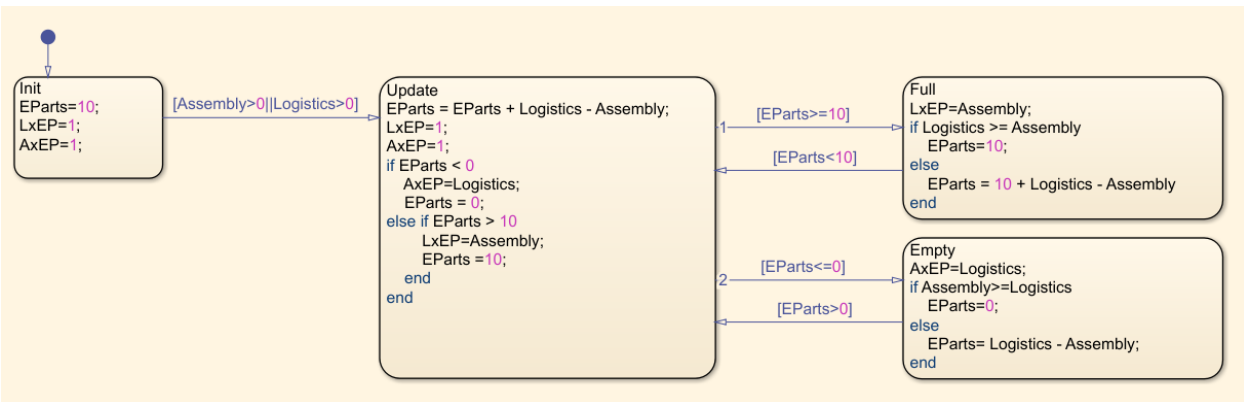 Init
EParts=10;
LxEP=1;
AxEP=1;
[Assembly>0||Logistics>0]
Update
EParts = EParts + Logistics - Assembly;
LxEP=1;
AxEP=1;
if EParts < 0
AxEP=Logistics;
EParts = 0;
else if EParts > 10
LxEP=Assembly;
EParts =10;
end
end
1
[EParts>=10]
[EParts<10]
2
[EParts<=0]
[EParts>0]
Full
LxEP=Assembly;
if Logistics >= Assembly
EParts=10;
else
EParts = 10 + Logistics - Assembly
end
Empty
AxEP=Logistics;
if Assembly>=Logistics
EParts=0;
else
EParts= Logistics - Assembly;
end